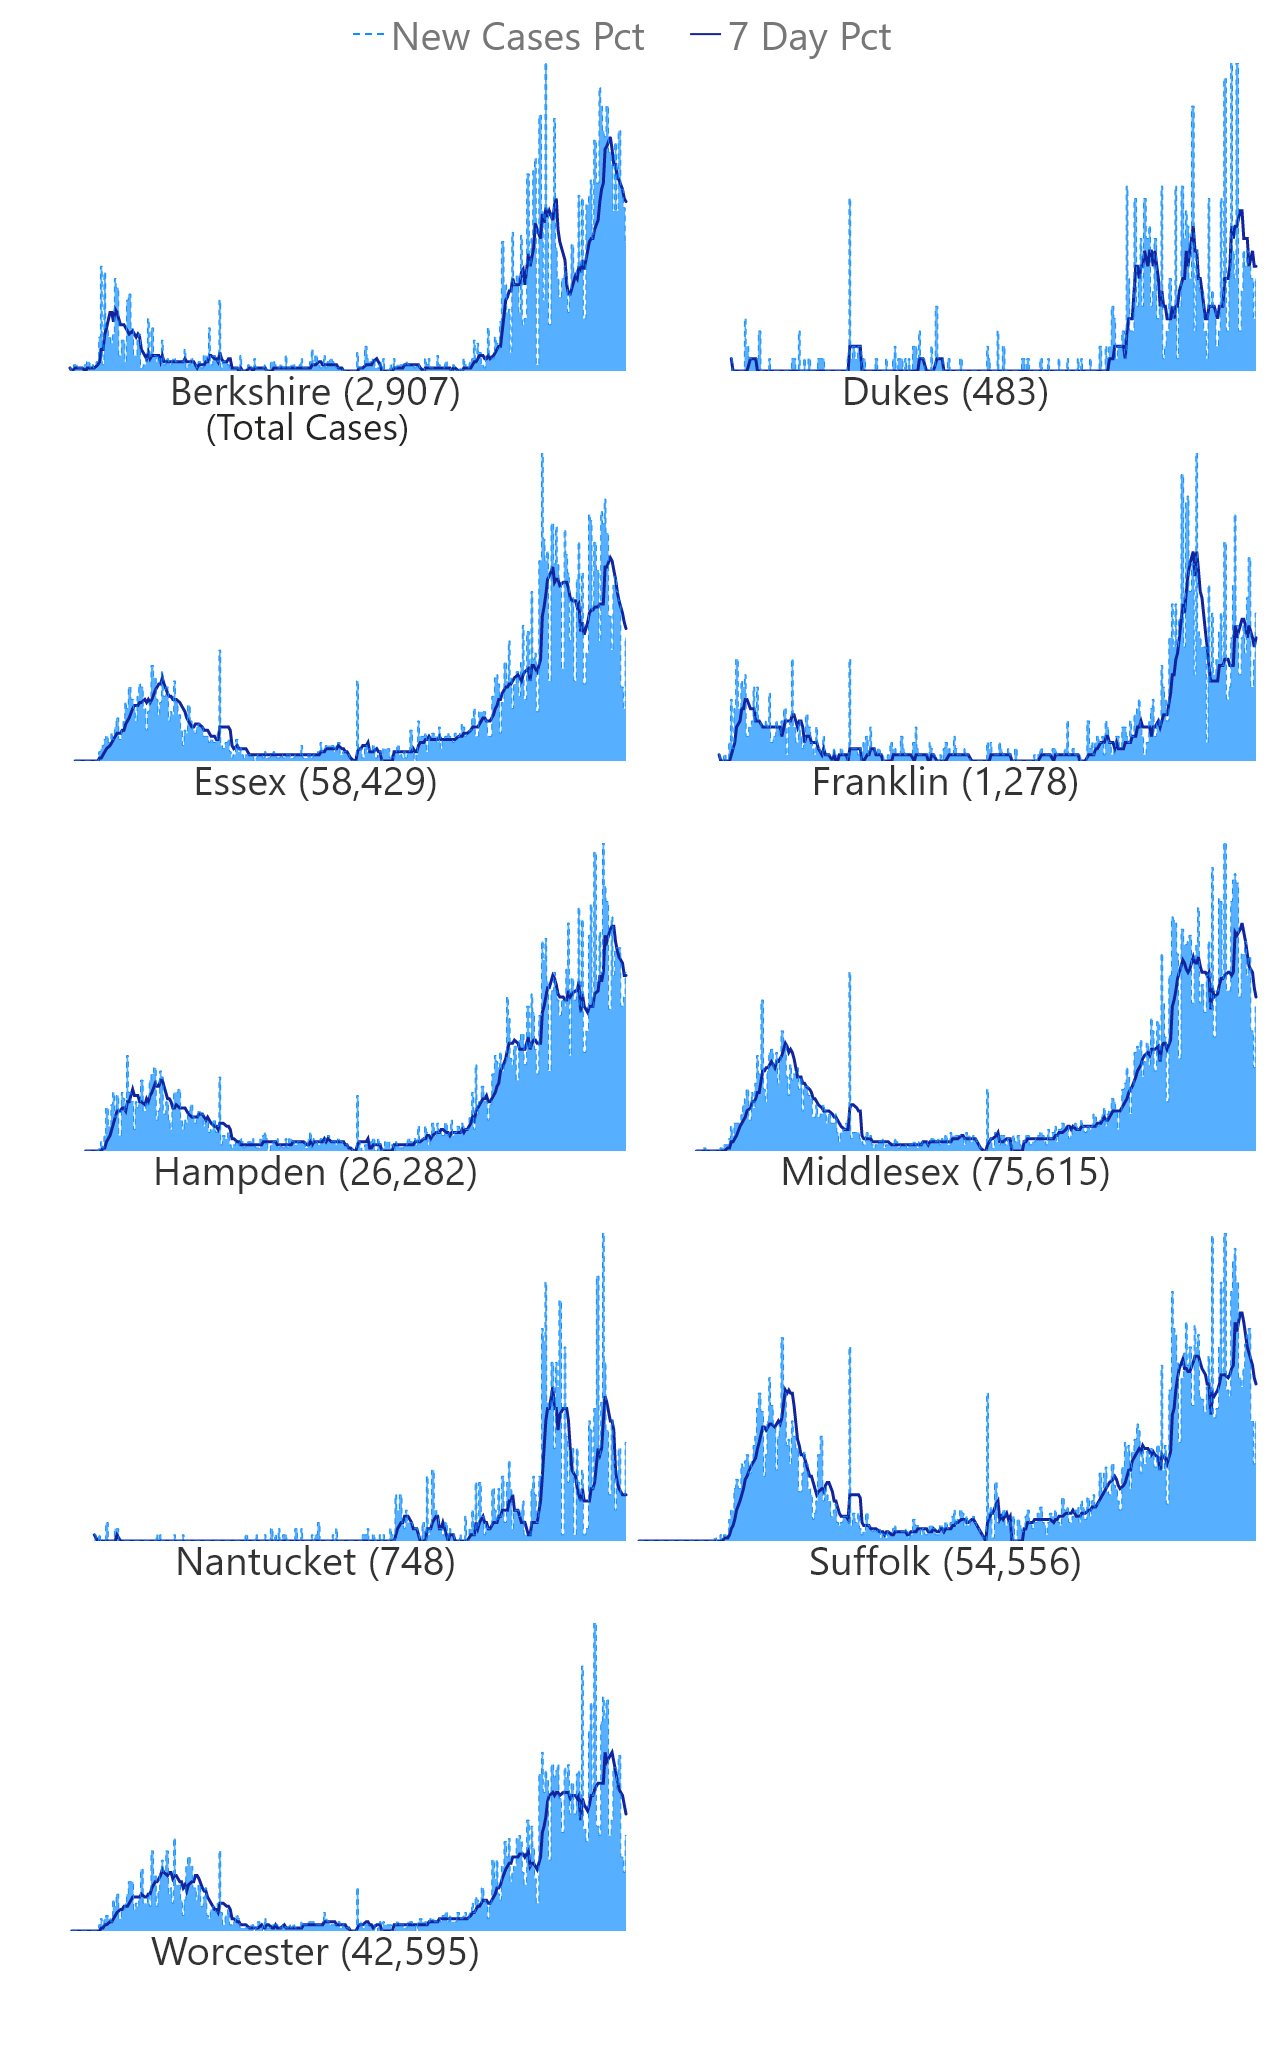 New Cases Pct 7 Day Pct
Berkshire (2,907) Dukes (483)
(Total Cases)
Essex (58,429) Franklin (1,278)
Hampden (26,282) Middlesex (75,615)
Nantucket (748) Suffolk (54,556)
Worcester (42,595)